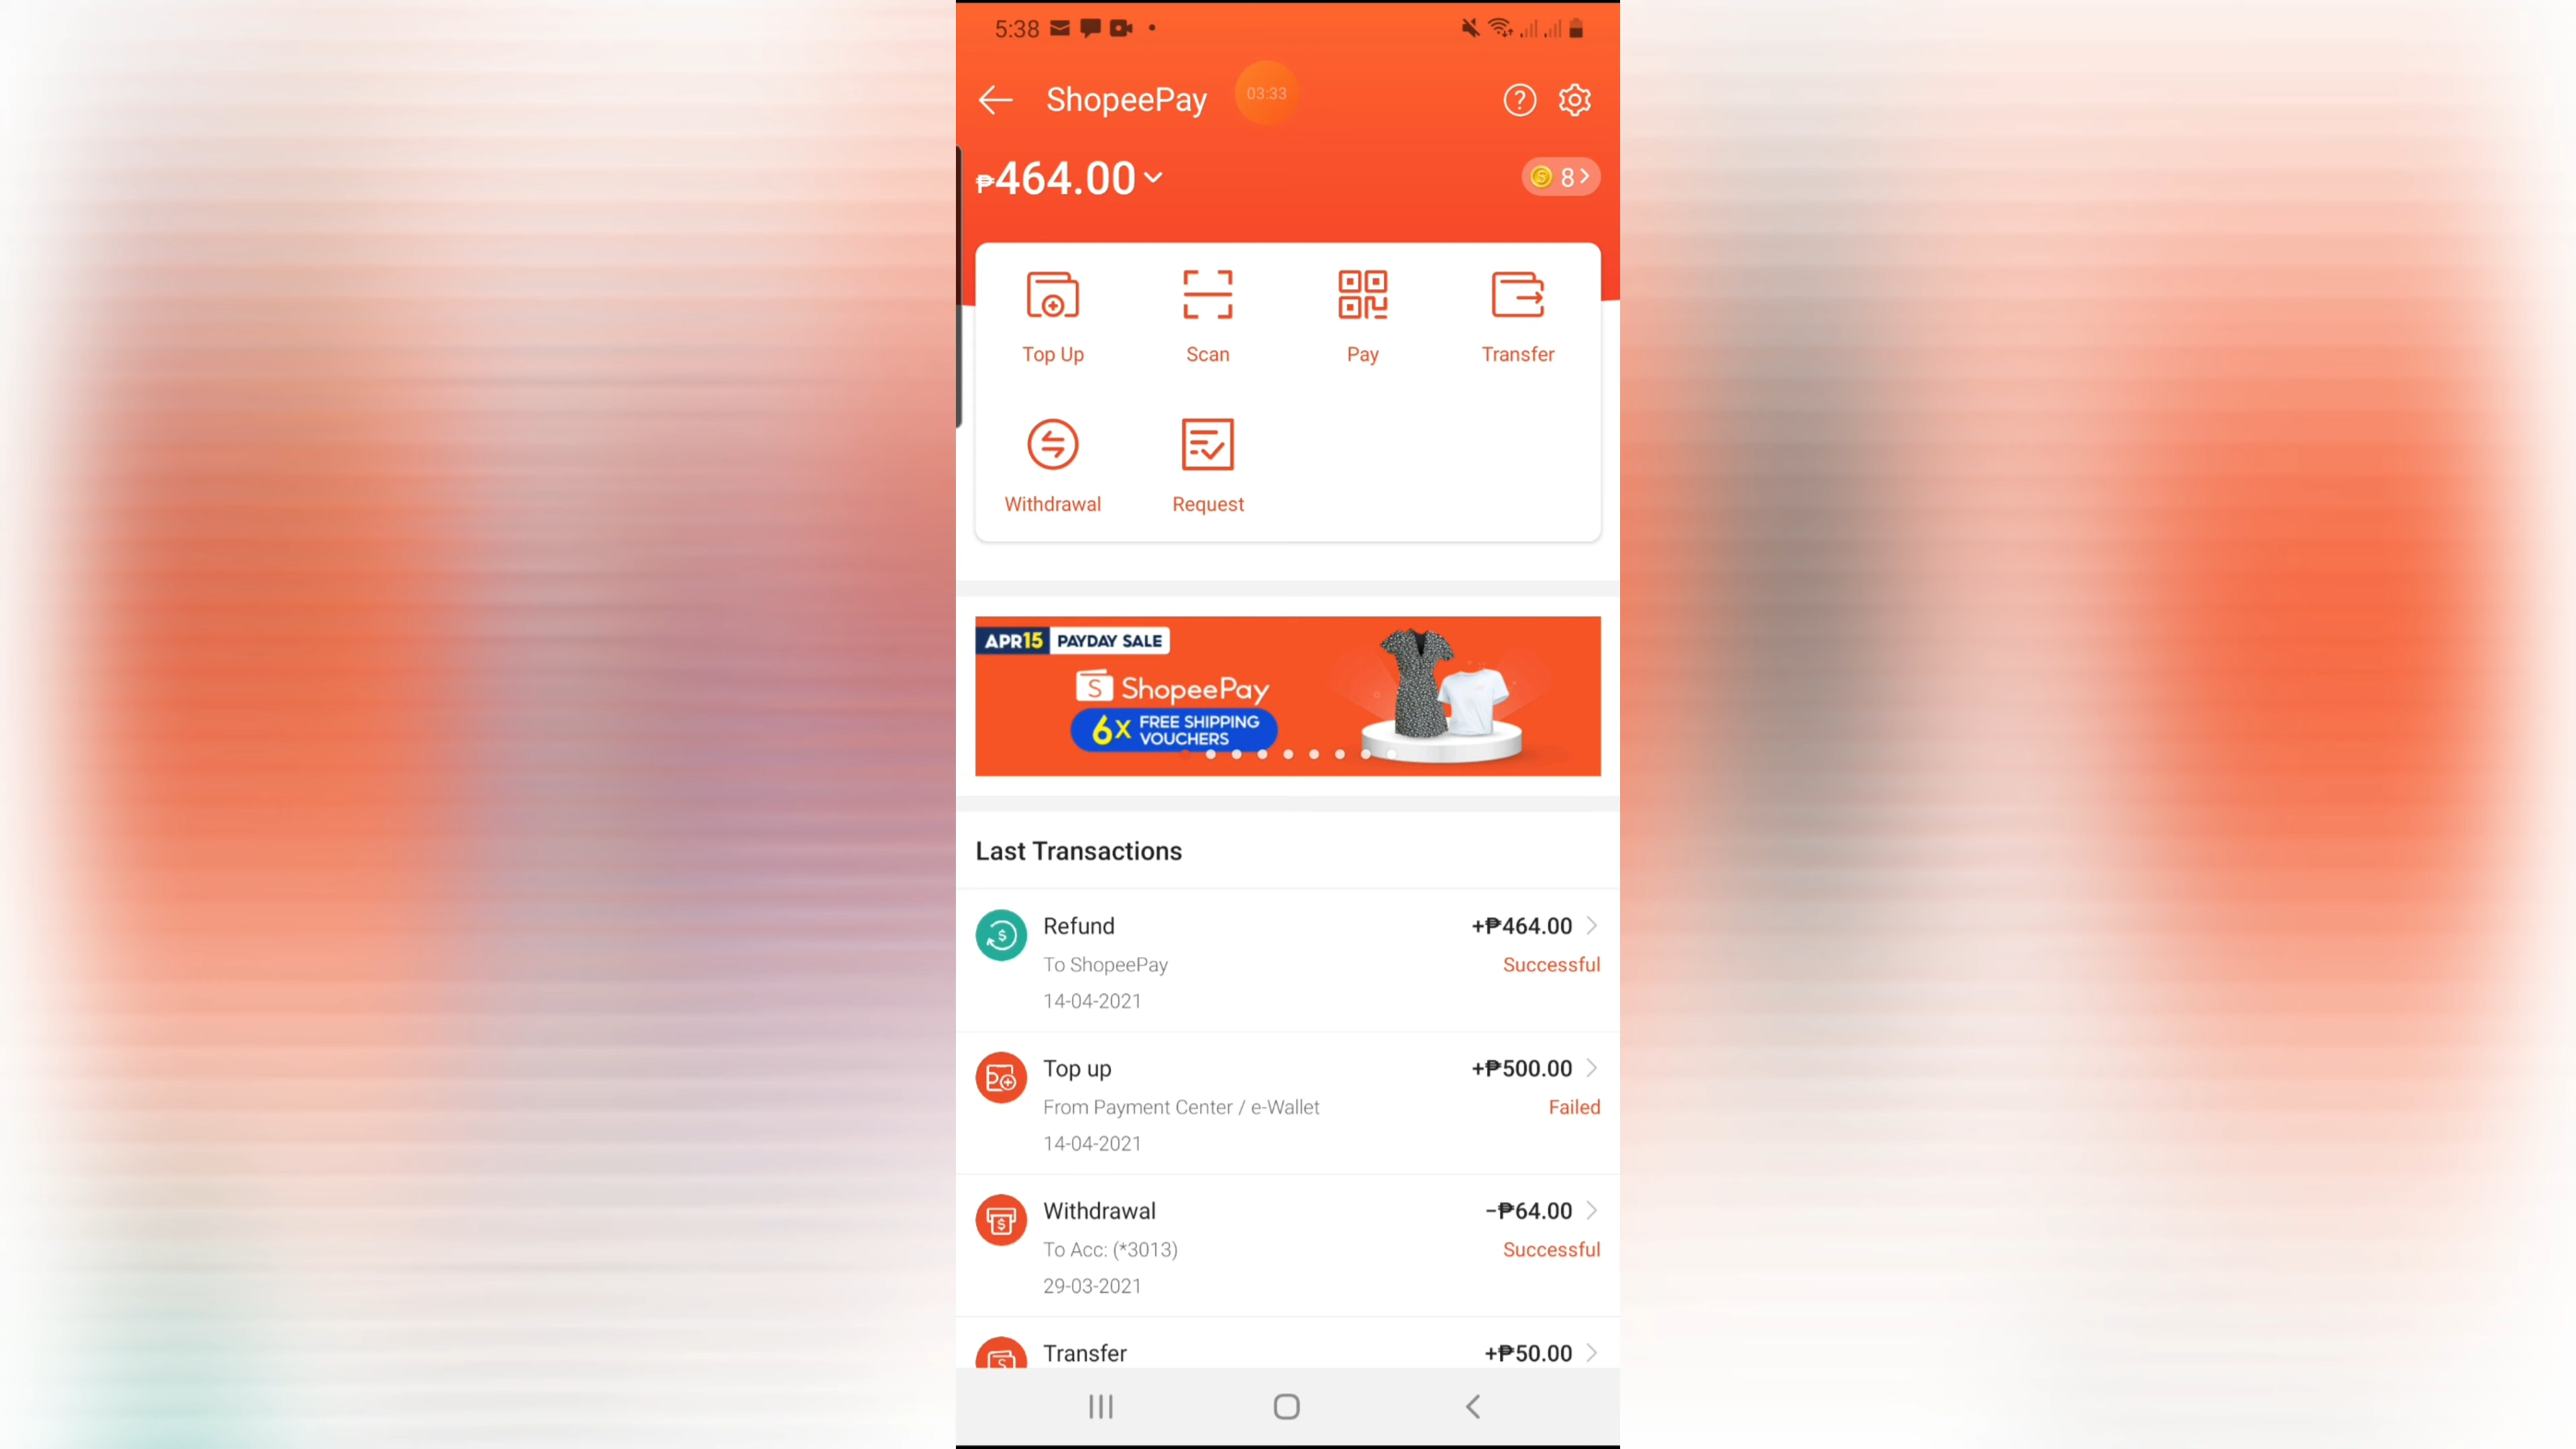 5:38
ShopeePay
03:33
₱464.00
8
Top Up
Scan
Pay
Transfer
Withdrawal
Request
APR15 PAYDAY SALE
S ShopeePay
6X FREE SHIPPING
VOUCHERS
Last Transactions
Refund
+₱464.00
To ShopeePay
Successful
14-04-2021
Top up
+₱500.00
From Payment Center / e-Wallet
Failed
14-04-2021
Withdrawal
-₱64.00
To Acc: (*3013)
Successful
29-03-2021
Transfer
+₱50.00